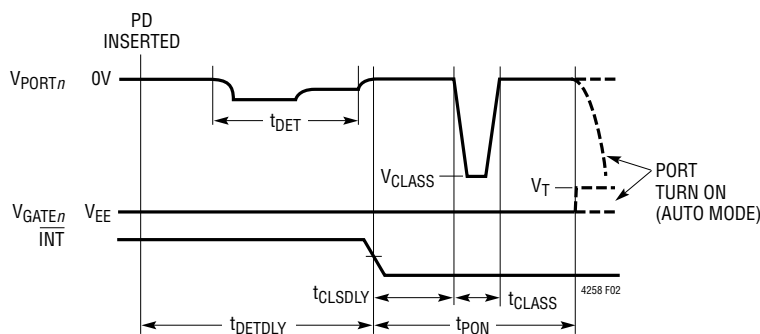 PD
INSERTED
VPORTn 0V
tDET
VCLASS
VT
PORT
TURN ON
(AUTO MODE)
VGATEn VEE
INT
tCLSDLY
tCLASS
4258 F02
tDETDLY
tPON